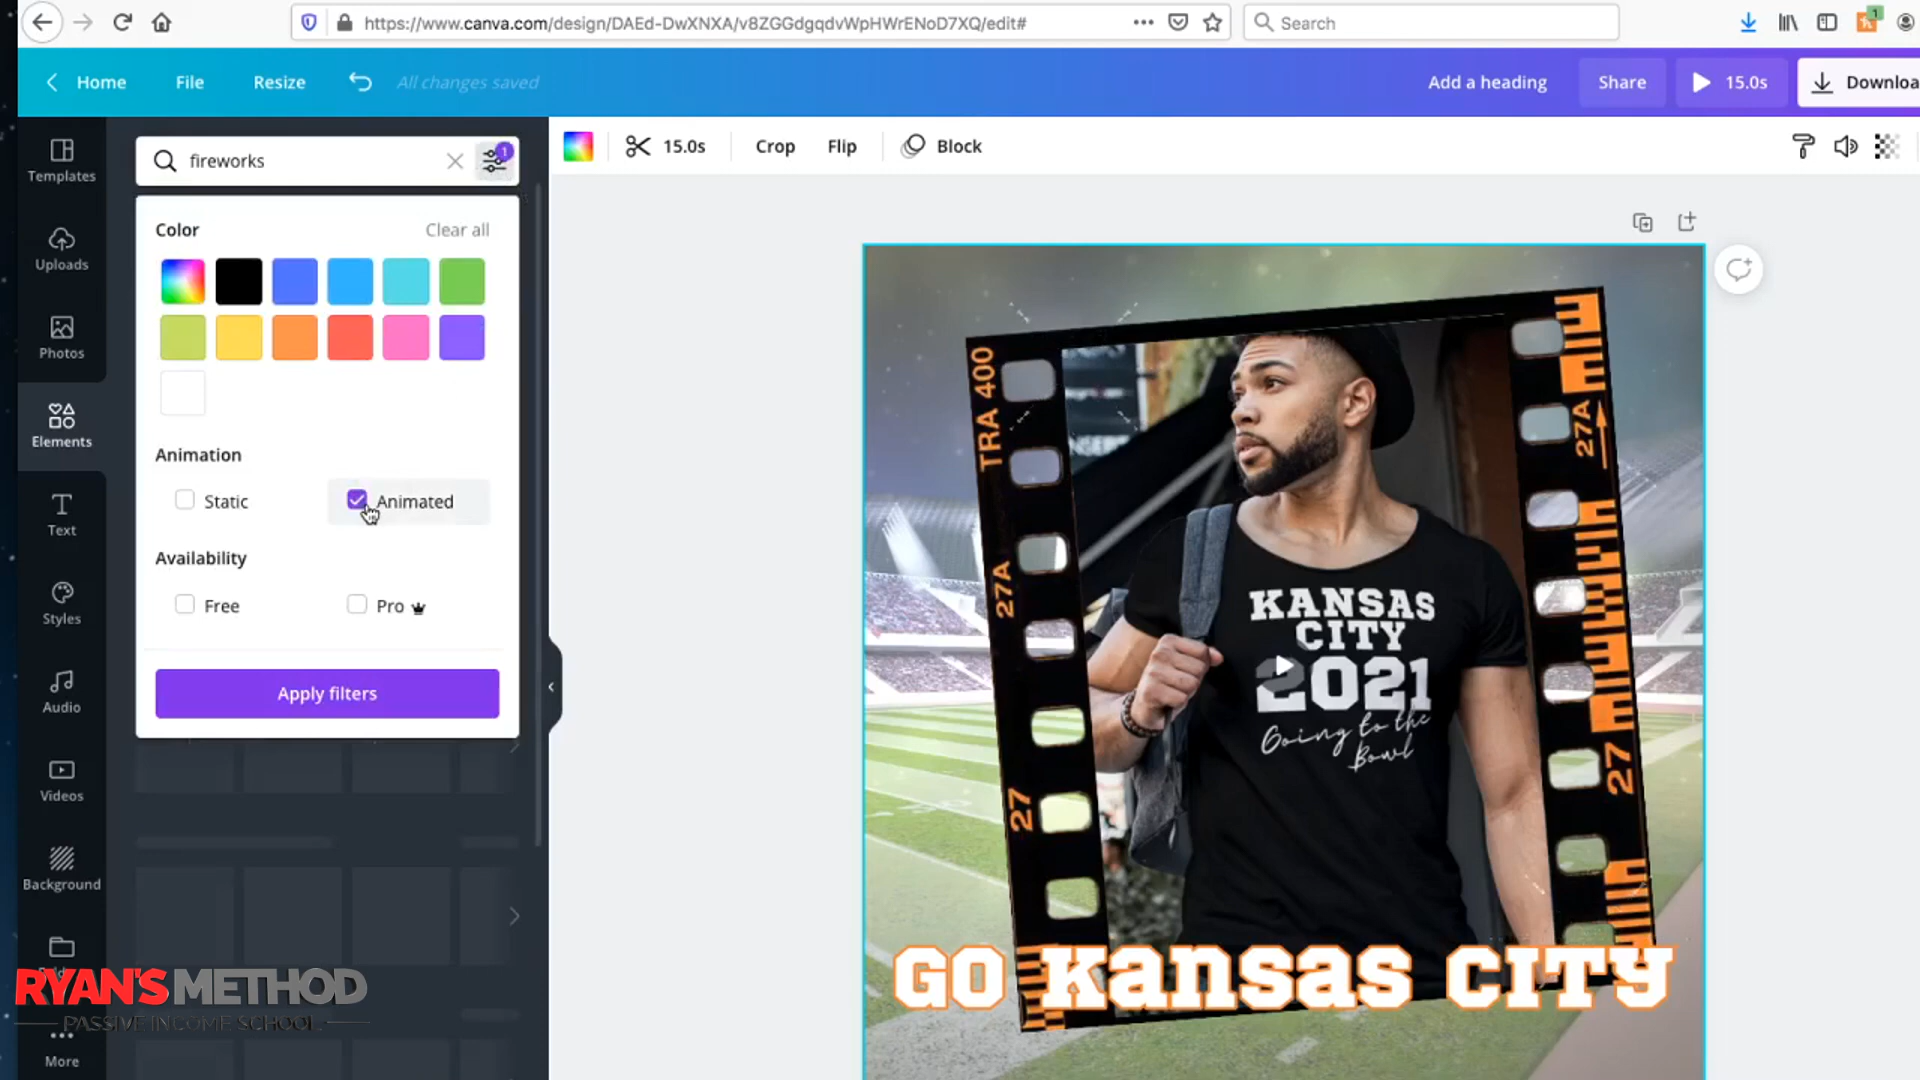 https://www.canva.com/design/DAEd-DwXNXA/v8ZGGdgqdvWpHWrENoD7XQ/edit#
Search
1
Home
File
Resize
All changes saved
Add a heading
Share
15.0s
Downloa
Templates
Uploads
Photos
Elements
Text
Styles
Audio
Videos
Background
More
fireworks
1
Color
Clear all
Animation
Static
Animated
Availability
Free
Pro
Apply filters
15.0s
Crop
Flip
Block
TRA 400
27A
27
27A
27
KANSAS
CITY
2021
Going to the
Bowl
GO Kansas CITY
RYAN'S METHOD
PASSIVE INCOME SCHOOL